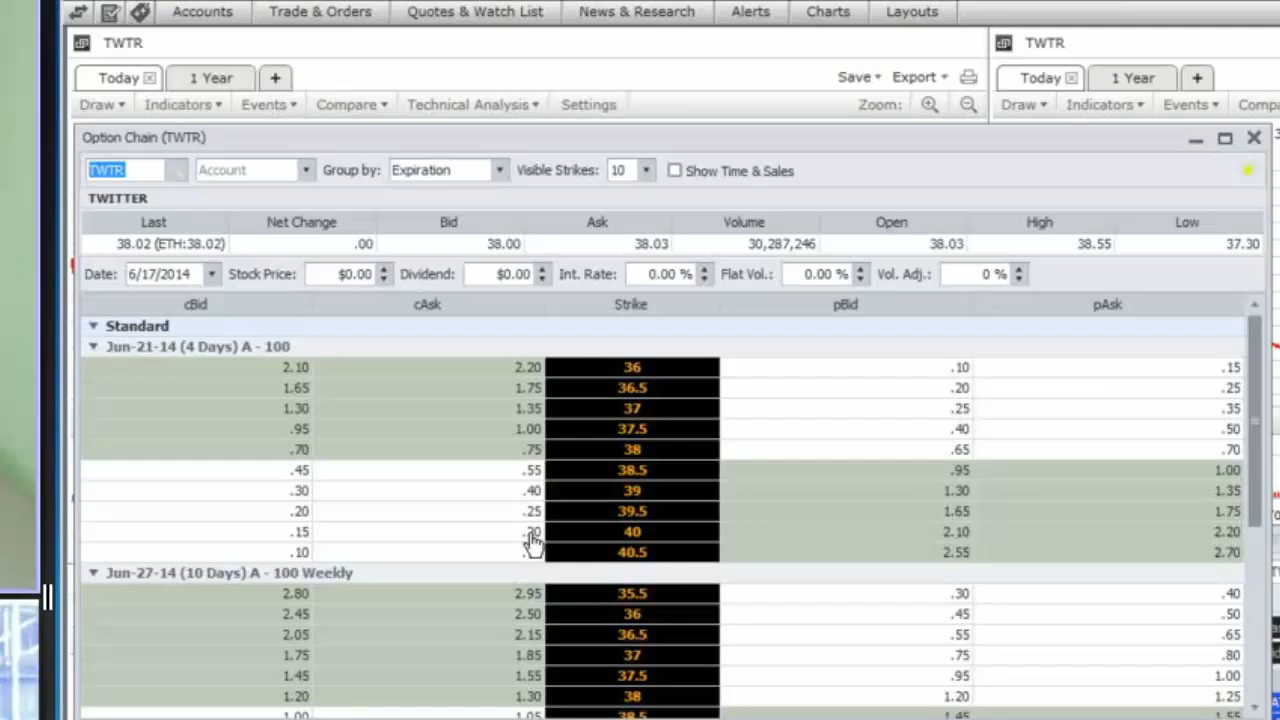 Accounts Trade & Orders Quotes & Watch List News & Research Alerts Charts Layouts
TWTR TWTR
Today 1 Year + Save Export Today 1 Year +
Draw Indicators Events Compare Technical Analysis Settings Zoom: Draw Indicators Events
Option Chain (TWTR)
TWTR Account Group by: Expiration Visible Strikes: 10 Show Time & Sales
TWITTER
Last Net Change Bid Ask Volume Open High Low
38.02 (ETH:38.02) .00 38.00 38.03 30,287,246 38.03 38.55 37.30
Date: 6/17/2014 Stock Price: $0.00 Dividend: $0.00 Int. Rate: 0.00 % Flat Vol.: 0.00 % Vol. Adj.: 0 %
cBid cAsk Strike pBid pAsk
Standard
Jun-21-14 (4 Days) A - 100
2.10 2.20 36 .10 .15
1.65 1.75 36.5 .20 .25
1.30 1.35 37 .25 .35
.95 1.00 37.5 .40 .50
.70 .75 38 .65 .70
.45 .55 38.5 .95 1.00
.30 .40 39 1.30 1.35
.20 .25 39.5 1.65 1.75
.15 .20 40 2.10 2.20
.10 40.5 2.55 2.70
Jun-27-14 (10 Days) A - 100 Weekly
2.80 2.95 35.5 .30 .40
2.45 2.50 36 .45 .50
2.05 2.15 36.5 .55 .65
1.75 1.85 37 .75 .80
1.45 1.55 37.5 .95 1.00
1.20 1.30 38 1.20 1.25
1.00 1.05 38.5 1.45 1.55